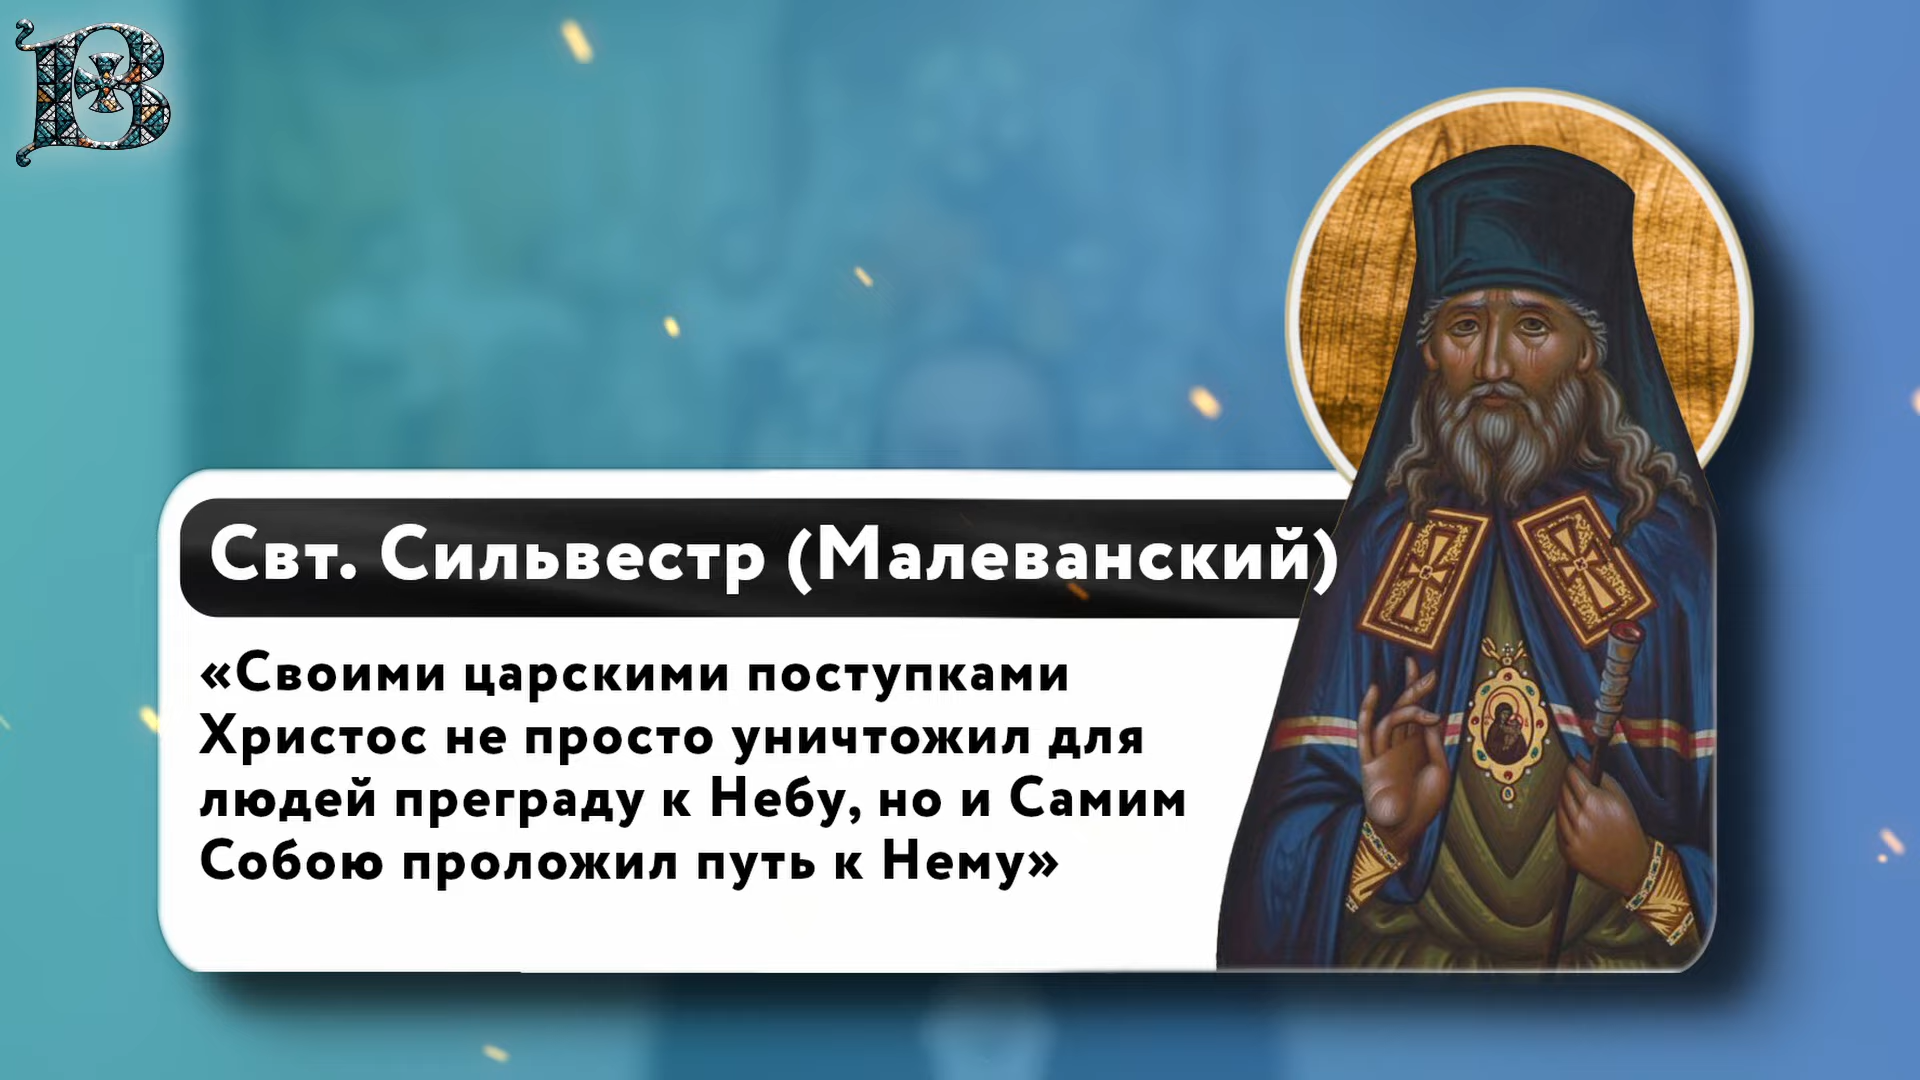 В
Свт. Сильвестр (Малеванский)
«Своими царскими поступками
Христос не просто уничтожил для
людей преграду к Небу, но и Самим
Собою проложил путь к Нему»